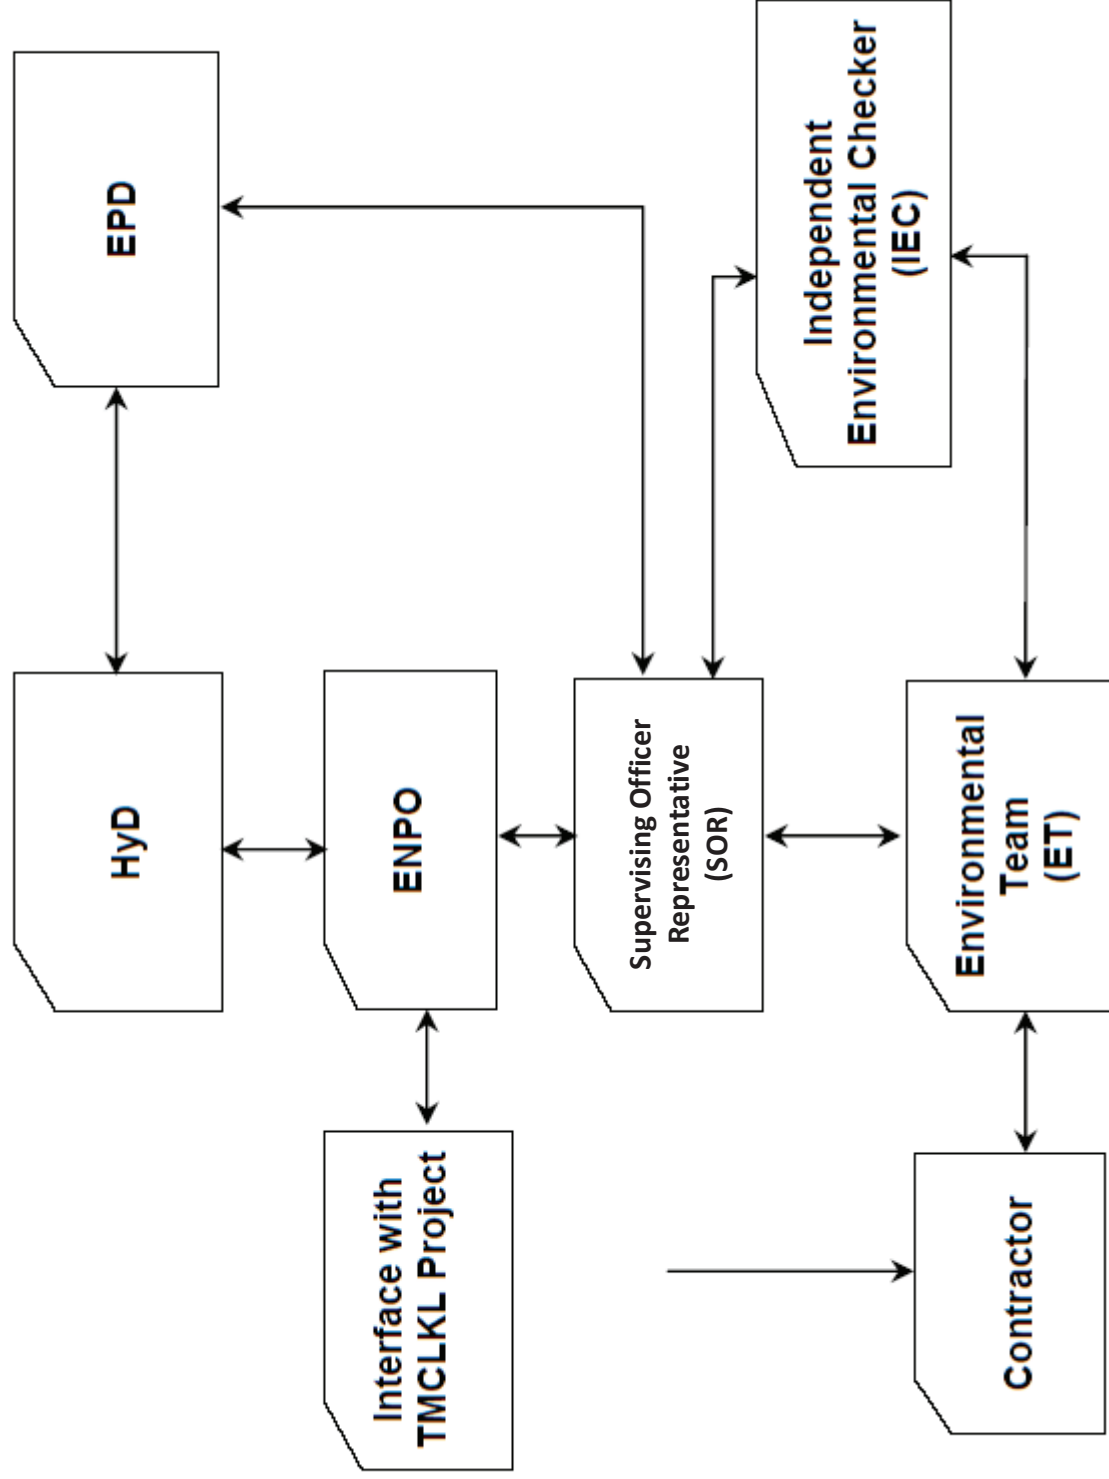 EPD
HyD
Independent
Environmental Checker
(IEC)
ENPO
Supervising Officer
Representative
(SOR)
Interface with
TMCLKL Project
Environmental
Team
(ET)
Contractor